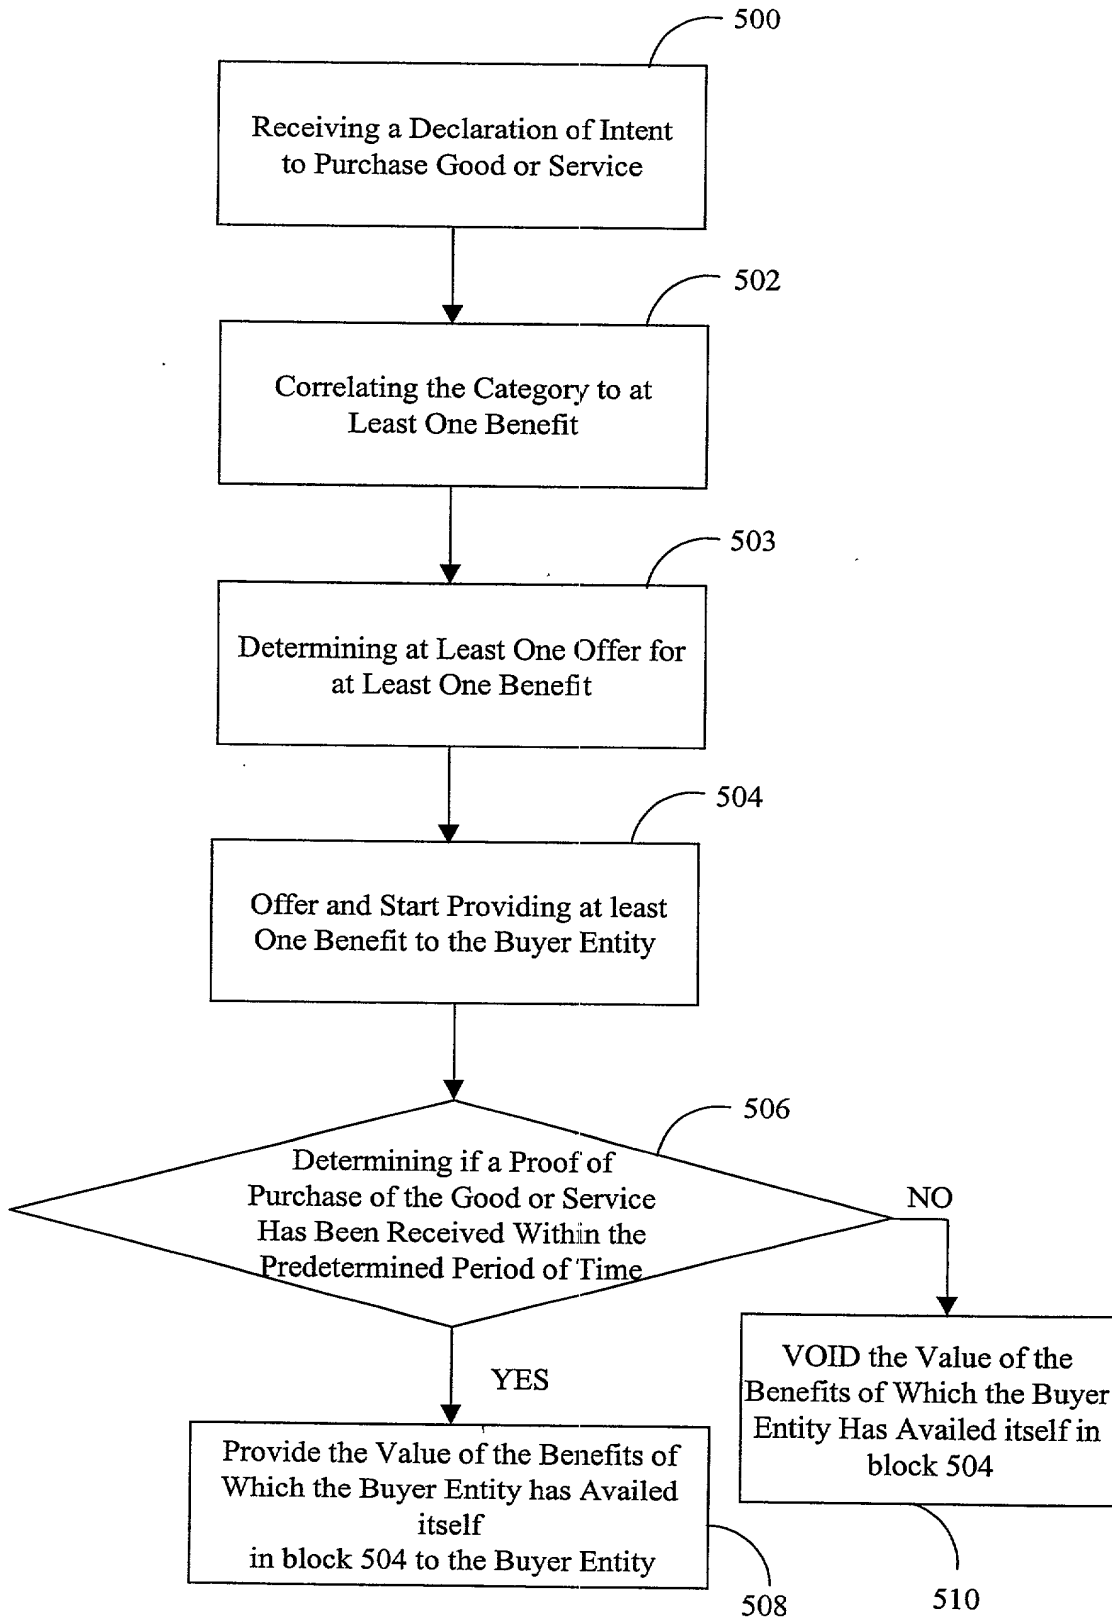 500
Receiving a Declaration of Intent
to Purchase Good or Service
502
Correlating the Category to at
Least One Benefit
503
Determining at Least One Offer for
at Least One Benefit
504
Offer and Start Providing at least
One Benefit to the Buyer Entity
506
Determining if a Proof of
Purchase of the Good or Service
Has Been Received Within the
Predetermined Period of Time
NO
YES
VOID the Value of the
Benefits of Which the Buyer
Entity Has Availed itself in
block 504
Provide the Value of the Benefits of
Which the Buyer Entity has Availed
itself
in block 504 to the Buyer Entity
508
510